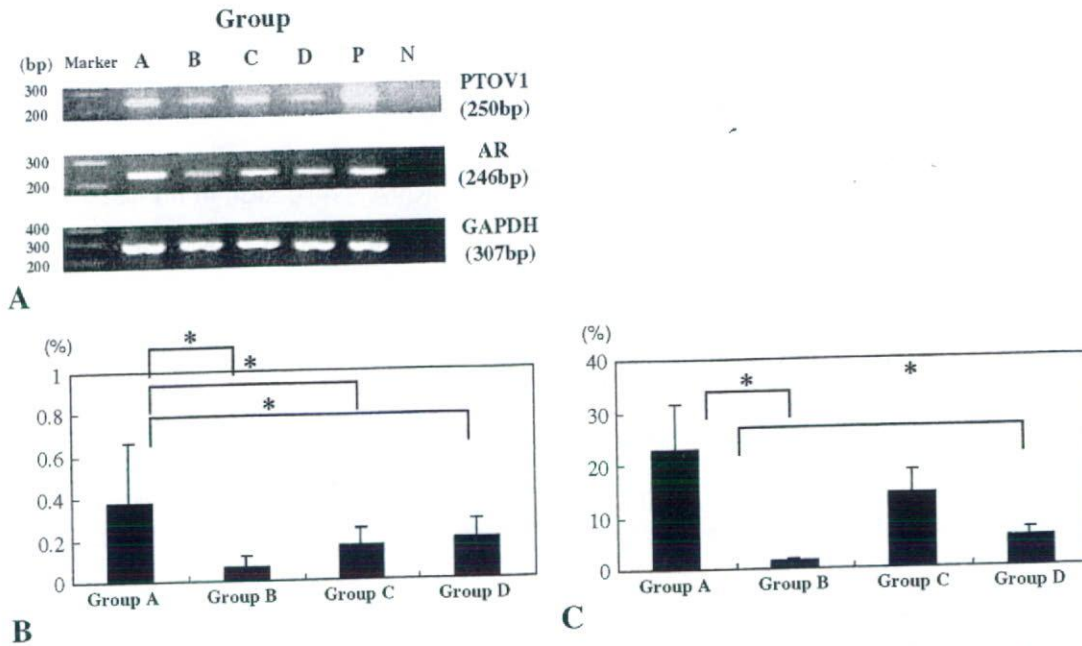 Group
(bp) Marker A B C D P N
300
200
PTOV1
(250bp)
300
200
AR
(246bp)
400
300
200
GAPDH
(307bp)
A
(%)
1
0.8
0.6
0.4
0.2
0
*
*
*
Group A Group B Group C Group D
B
(%)
40
30
20
10
0
*
*
Group A Group B Group C Group D
C